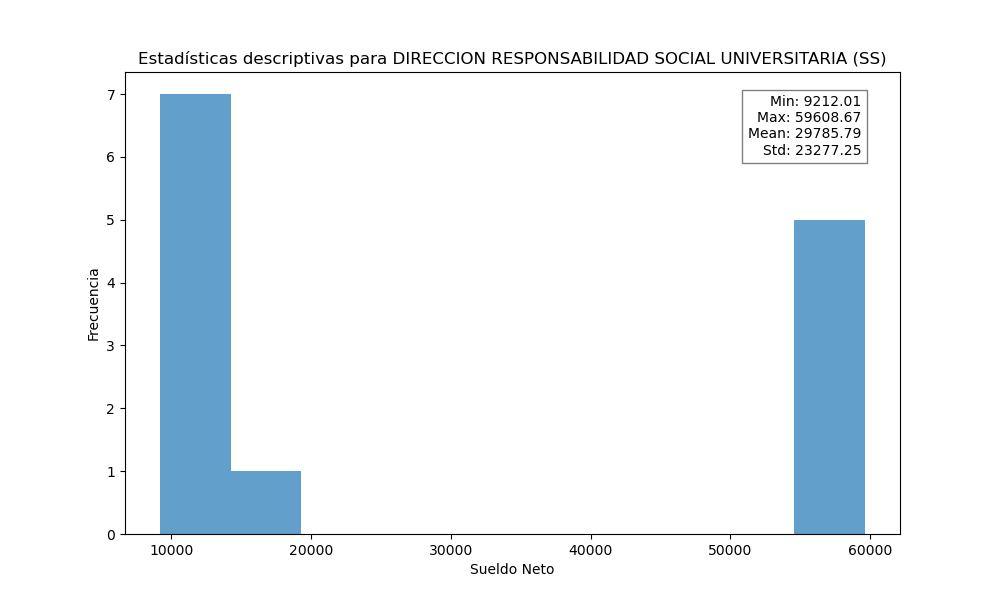 Estadísticas descriptivas para DIRECCION RESPONSABILIDAD SOCIAL UNIVERSITARIA (SS)
Min: 9212.01
Max: 59608.67
Mean: 29785.79
Std: 23277.25
7
6
5
4
3
2
1
0
Frecuencia
10000 20000 30000 40000 50000 60000
Sueldo Neto